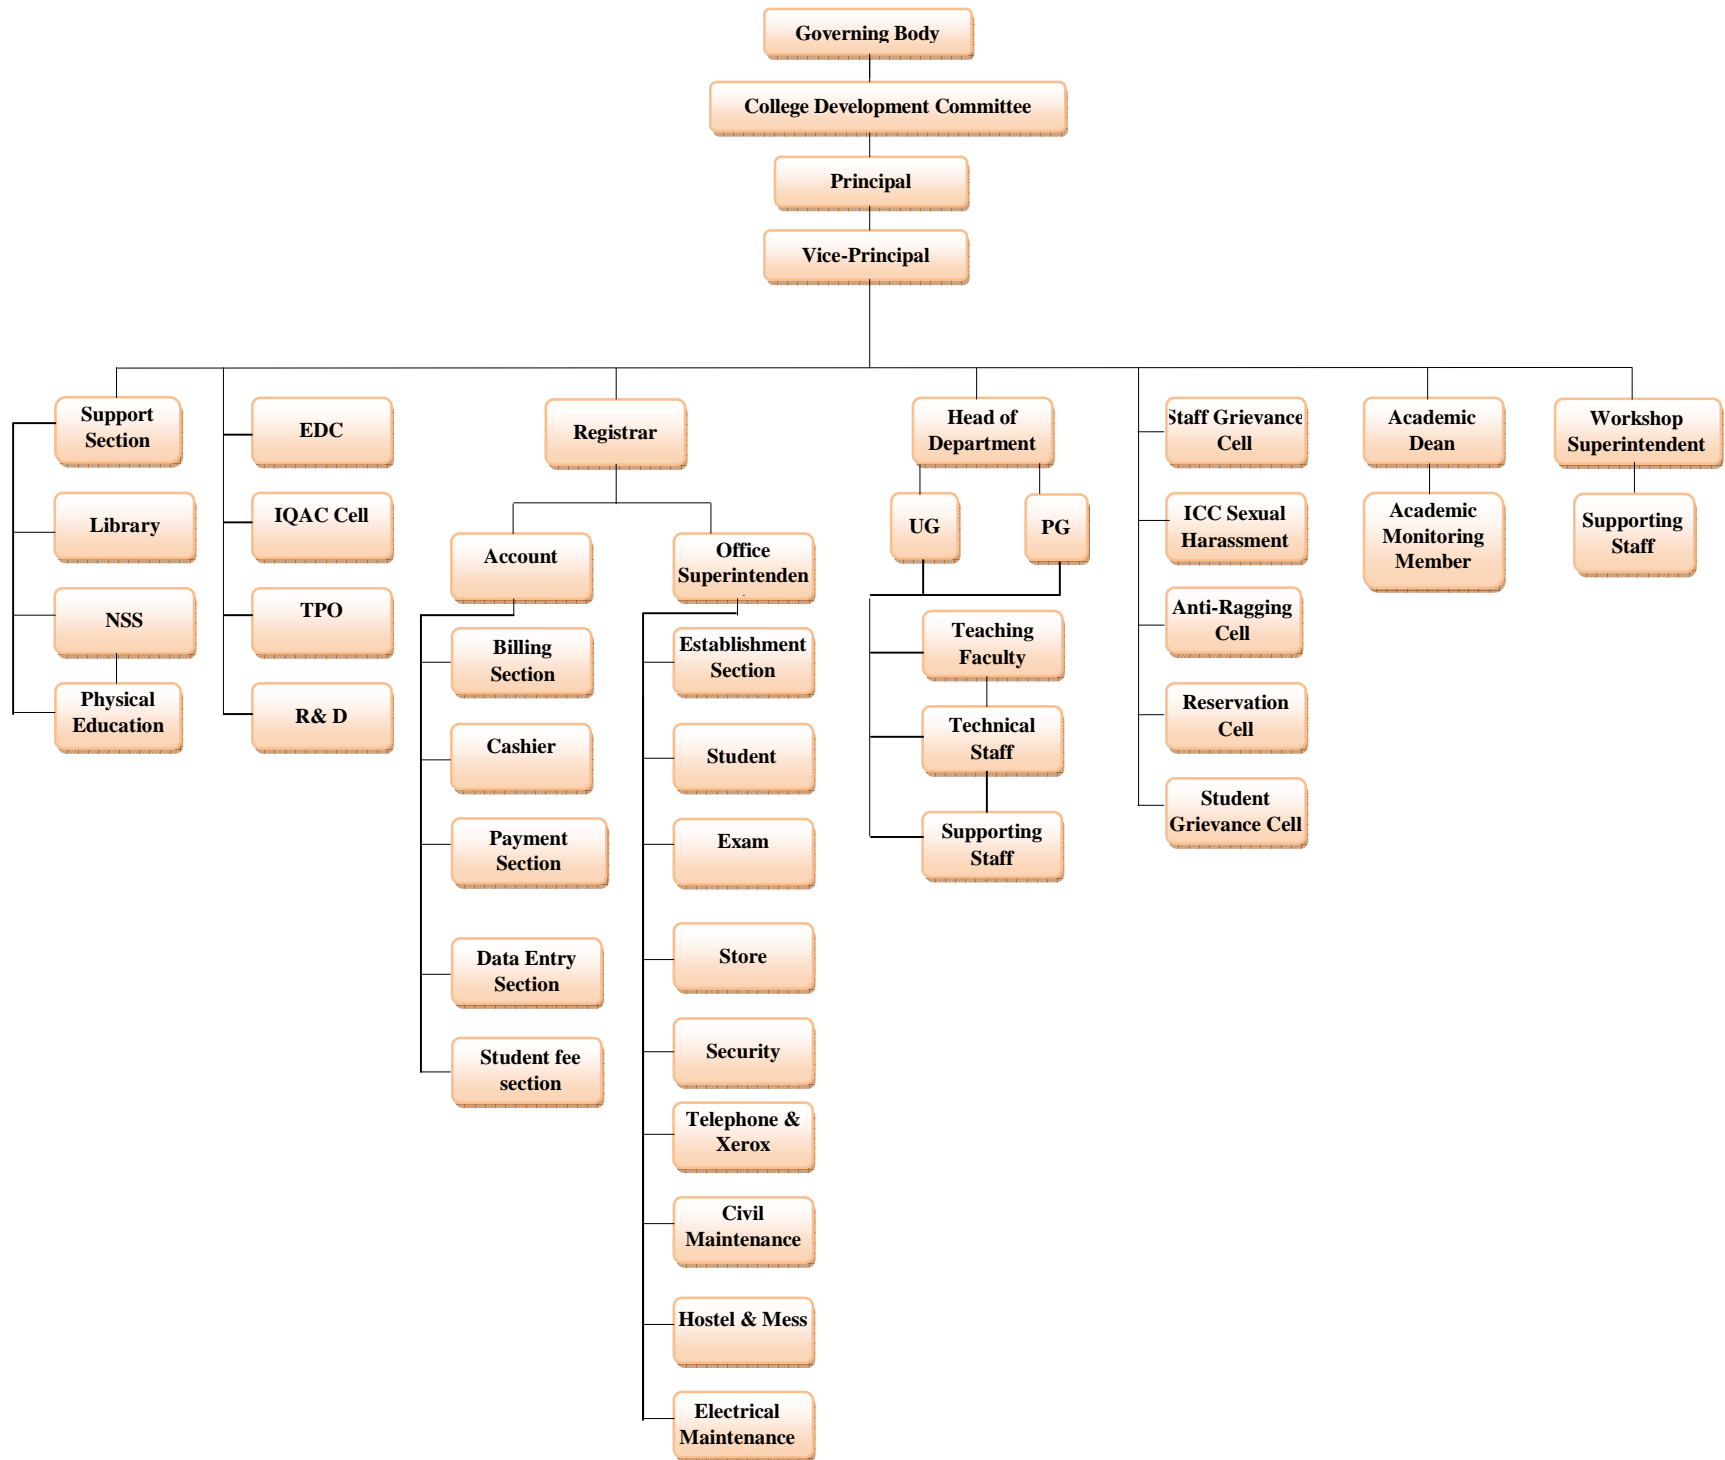 Governing Body
College Development Committee
Principal
Vice-Principal
Support
Section
Library
NSS
Physical
Education
EDC
IQAC Cell
TPO
R& D
Registrar
Account
Billing
Section
Cashier
Payment
Section
Data Entry
Section
Student fee
section
Office
Superintenden
Establishment
Section
Student
Exam
Store
Security
Telephone &
Xerox
Civil
Maintenance
Hostel & Mess
Electrical
Maintenance
Head of
Department
UG
PG
Teaching
Faculty
Technical
Staff
Supporting
Staff
Staff Grievance
Cell
ICC Sexual
Harassment
Anti-Ragging
Cell
Reservation
Cell
Student
Grievance Cell
Academic
Dean
Academic
Monitoring
Member
Workshop
Superintendent
Supporting
Staff